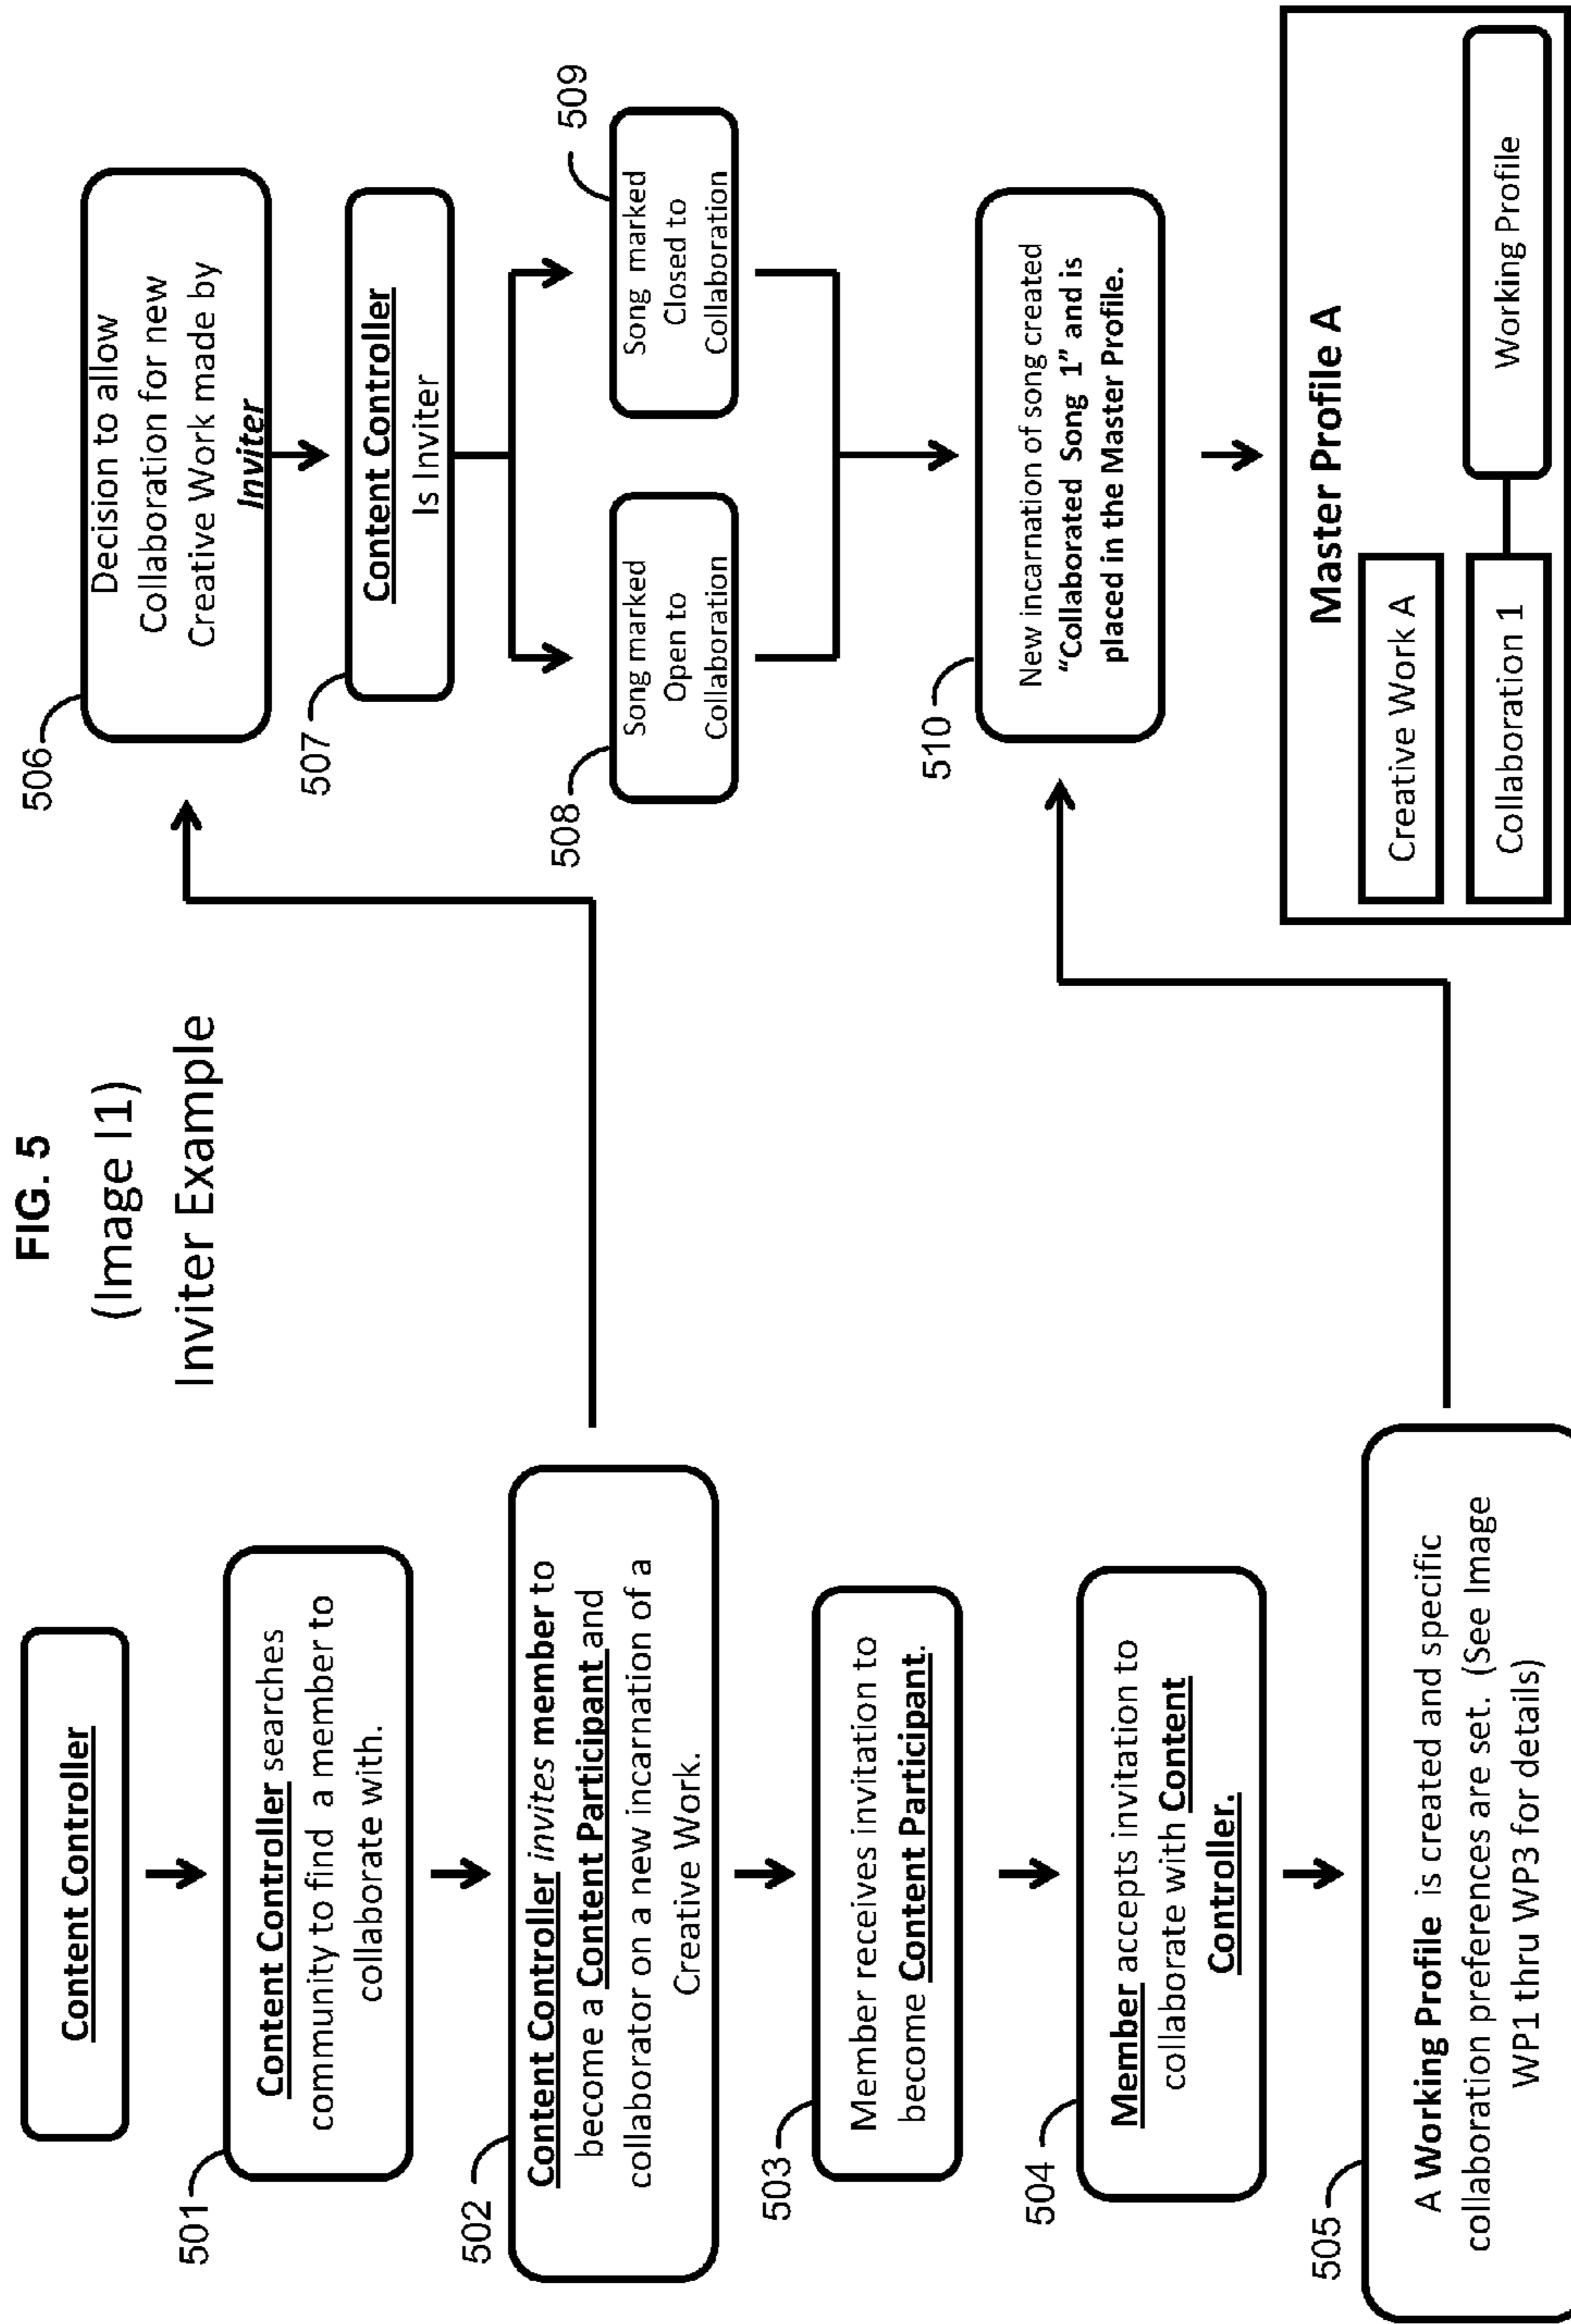 FIG. 5
(Image I1)
Inviter Example
Content Controller
501
Content Controller searches
community to find a member to
collaborate with.
502
Content Controller invites member to
become a Content Participant and
collaborator on a new incarnation of a
Creative Work.
503
Member receives invitation to
become Content Participant.
504
Member accepts invitation to
collaborate with Content
Controller.
505
A Working Profile is created and specific
collaboration preferences are set. (See Image
WP1 thru WP3 for details)
506
Decision to allow
Collaboration for new
Creative Work made by
Inviter
507
Content Controller
Is Inviter
508
Song marked
Open to
Collaboration
509
Song marked
Closed to
Collaboration
510
New incarnation of song created
“Collaborated Song 1” and is
placed in the Master Profile.
Master Profile A
Creative Work A
Collaboration 1
Working Profile